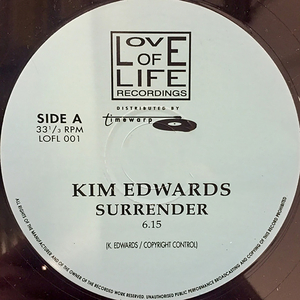 LOVE
OF
LIFE
RECORDINGS
DISTRIBUTED BY
timewarp
SIDE A
33 1/3 RPM
LOFL 001
KIM EDWARDS
SURRENDER
6.15
(K. EDWARDS / COPYRIGHT CONTROL)
ALL RIGHTS OF THE MANUFACTURER AND OF THE OWNER OF THE RECORDED WORK RESERVED. UNAUTHORISED PUBLIC PERFORMANCE BROADCASTING AND COPYING OF THIS RECORD PROHIBITED